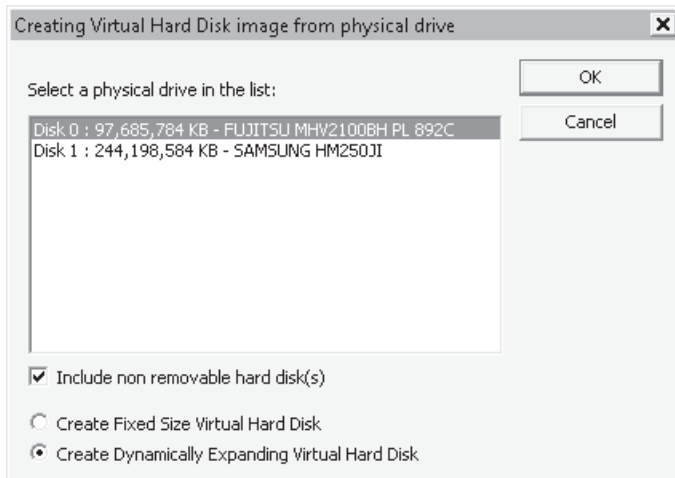 Creating Virtual Hard Disk image from physical drive
Select a physical drive in the list:
OK
Cancel
Disk 0 : 97,685,784 KB - FUJITSU MHV2100BH PL 892C
Disk 1 : 244,198,584 KB - SAMSUNG HM250JI
Include non removable hard disk(s)
Create Fixed Size Virtual Hard Disk
Create Dynamically Expanding Virtual Hard Disk